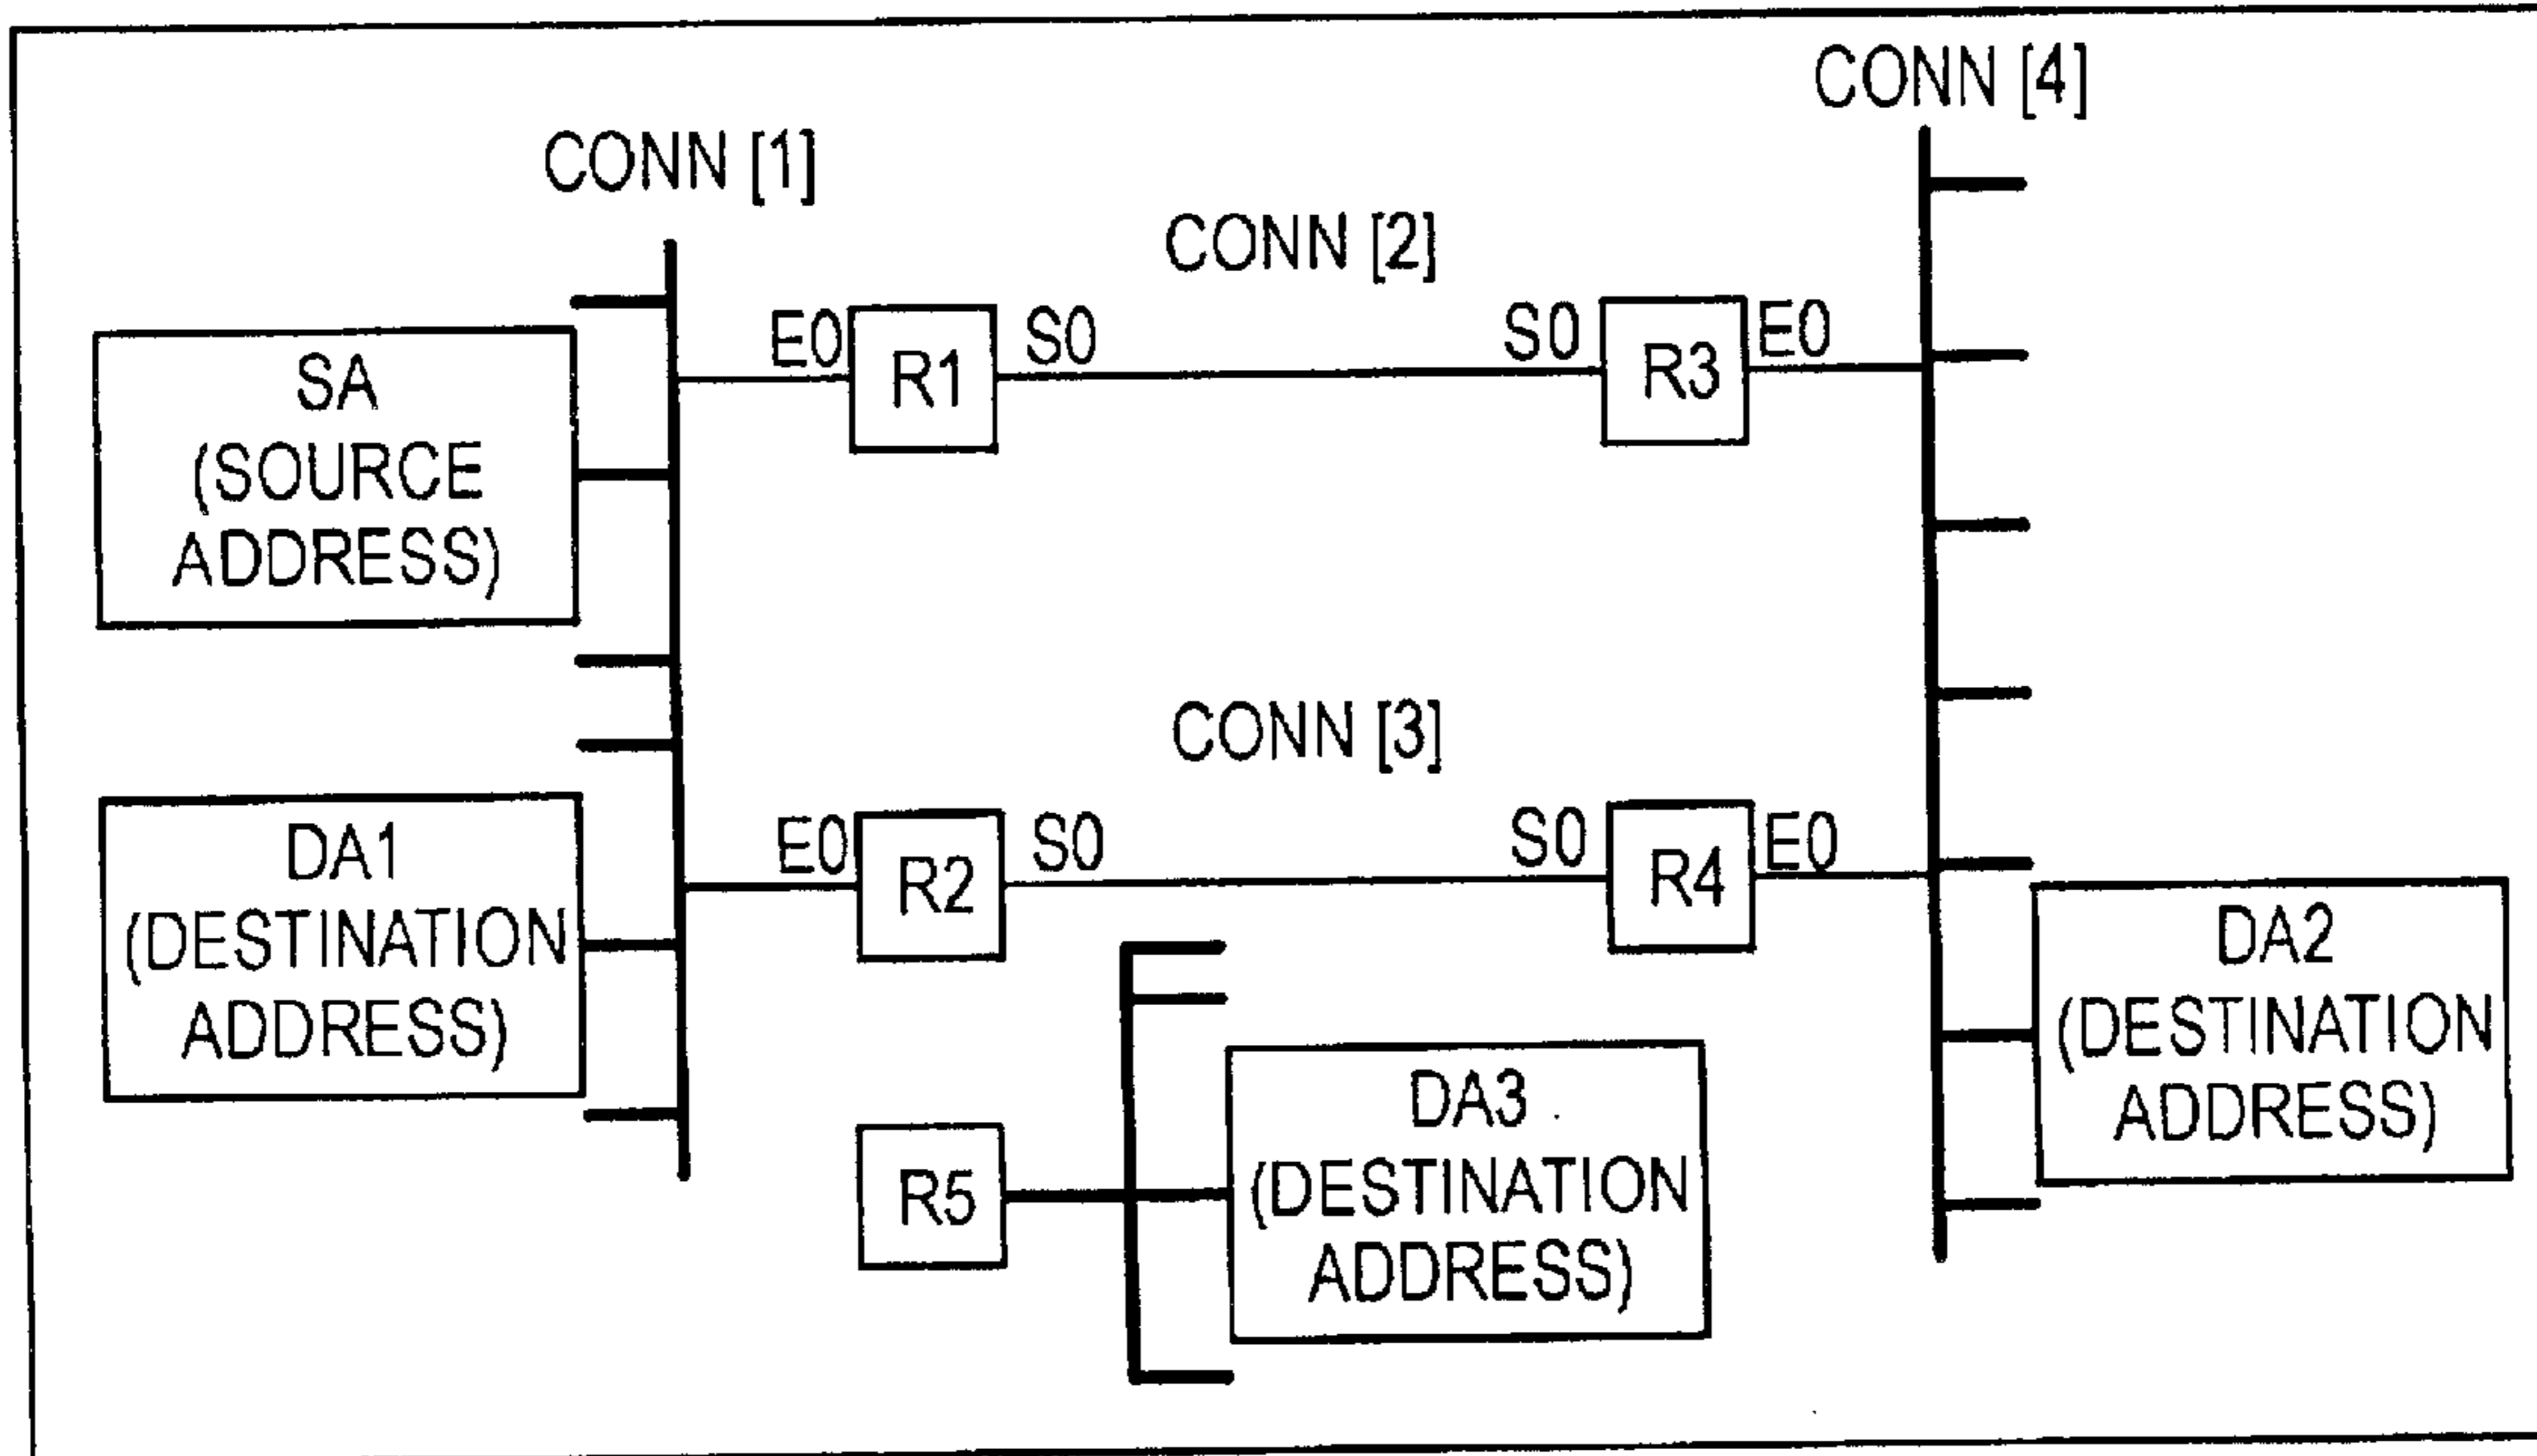 CONN [4]
CONN [1]
CONN [2]
E0
R1
S0
S0
R3
E0
SA
(SOURCE
ADDRESS)
CONN [3]
E0
R2
S0
S0
R4
E0
DA1
(DESTINATION
ADDRESS)
DA2
(DESTINATION
ADDRESS)
R5
DA3
(DESTINATION
ADDRESS)